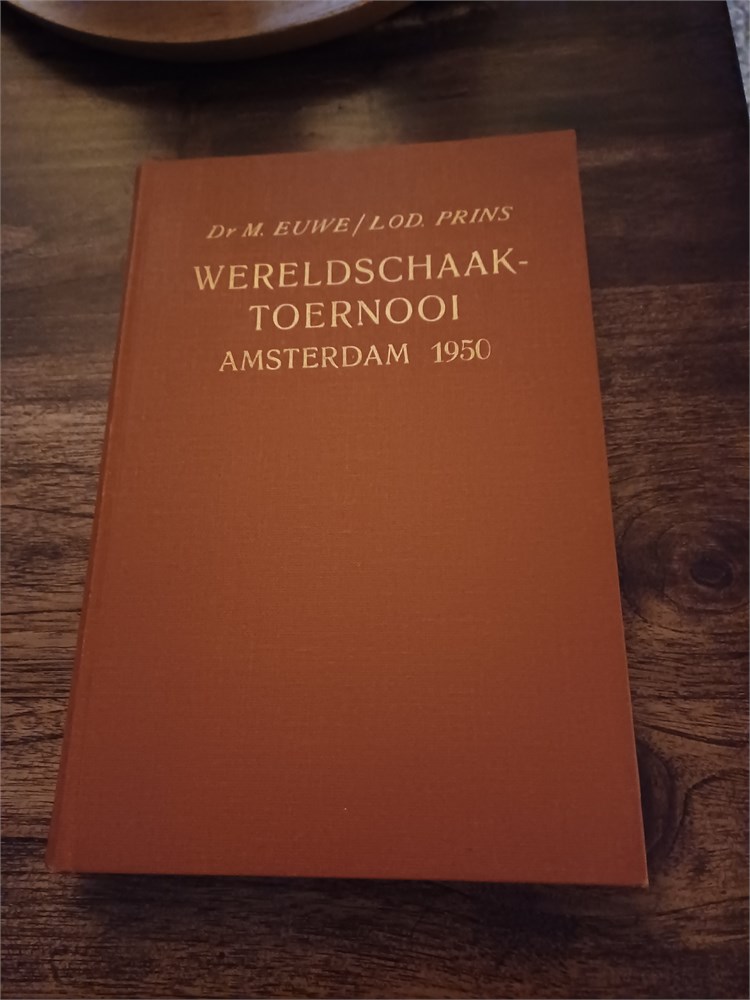 Dr M. EUWE / LOD. PRINS
WERELDSCHAAK-
TOERNOOI
AMSTERDAM 1950